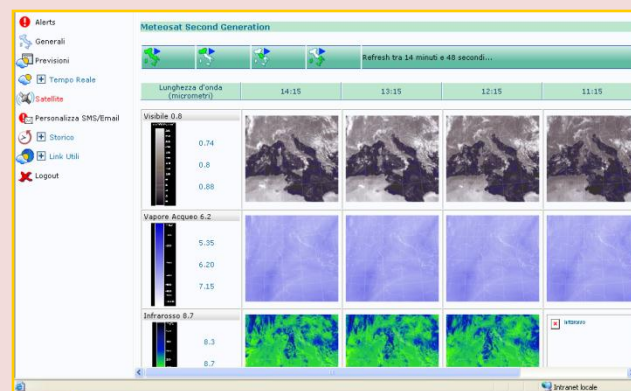 Alerts
Generali
Previsioni
Tempo Reale
Satellite
Personalizza SMS/Email
Storico
Link Utili
Logout
Meteosat Second Generation
Refresh tra 14 minuti e 48 secondi...
Lunghezza d'onda
(micrometri)
14:15
13:15
12:15
11:15
Visibile 0.8
0.74
0.8
0.88
Vapore Acqueo 6.2
5.35
6.20
7.15
Infrarosso 8.7
8.3
8.7
Infrarosso
Intranet locale